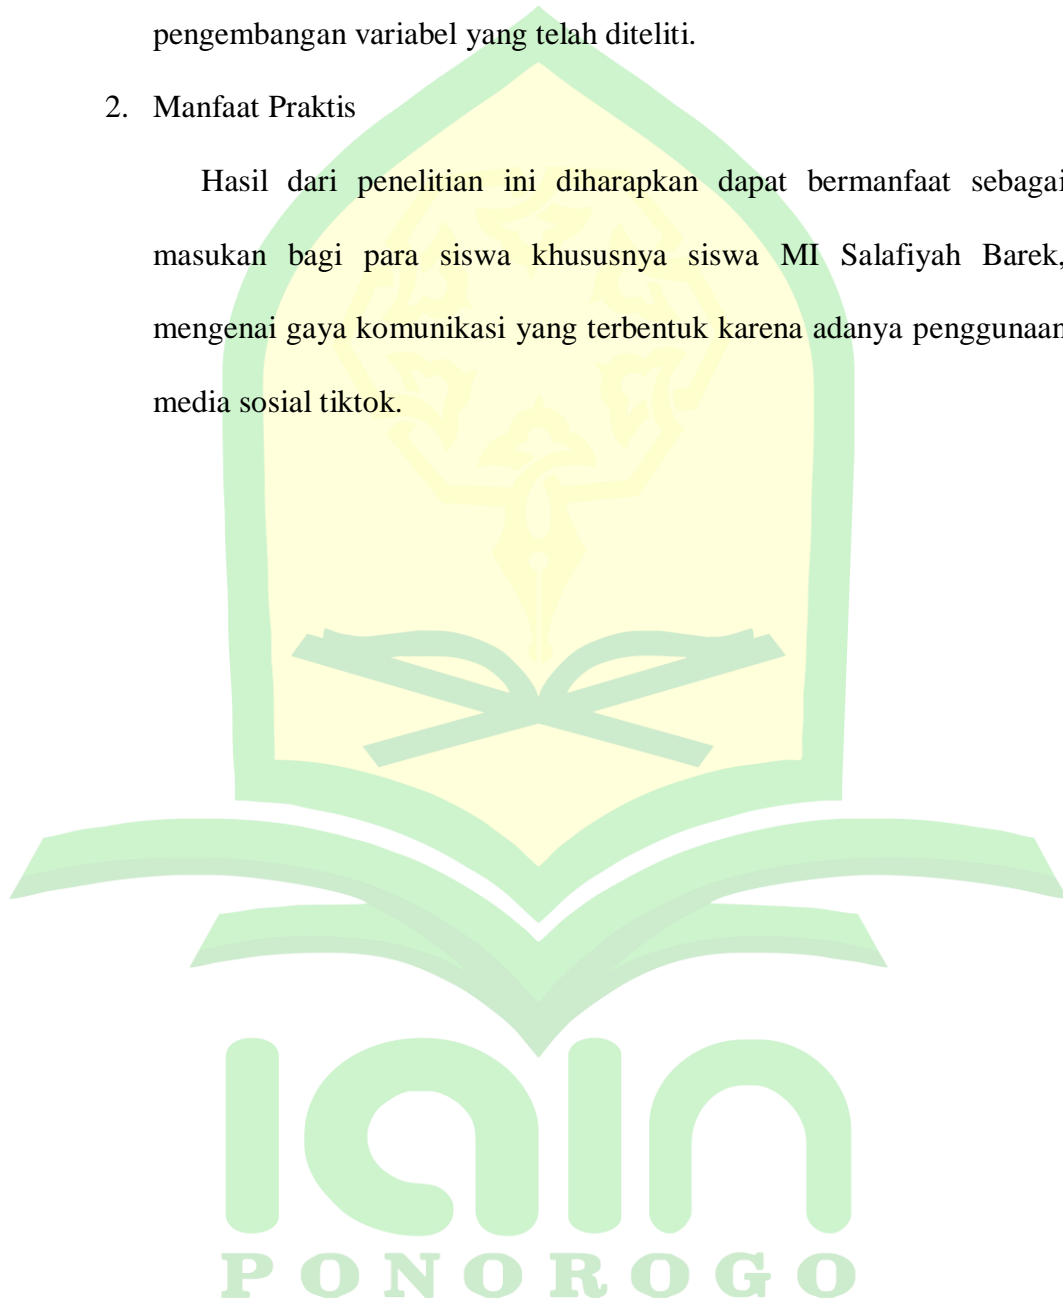 pengembangan variabel yang telah diteliti.
2. Manfaat Praktis
Hasil dari penelitian ini diharapkan dapat bermanfaat sebagai
masukan bagi para siswa khususnya siswa MI Salafiyah Barek,
mengenai gaya komunikasi yang terbentuk karena adanya penggunaan
media sosial tiktok.
iain
PONOROGO